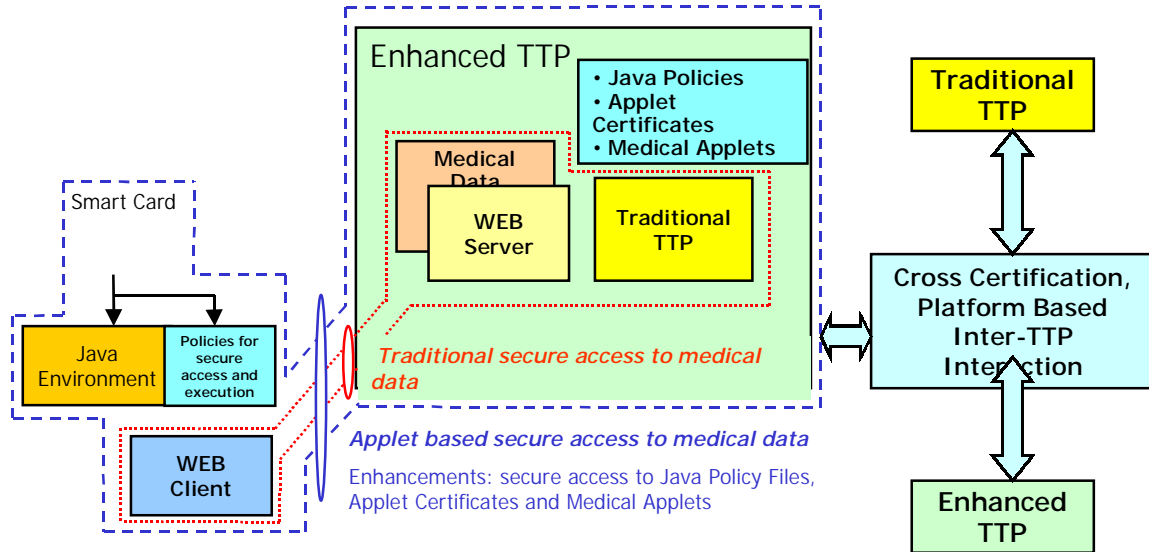 Enhanced TTP
• Java Policies
• Applet
Certificates
• Medical Applets
Medical
Data
WEB
Server
Traditional
TTP
Traditional secure access to medical
data
Smart Card
Java
Environment
Policies for
secure
access and
execution
WEB
Client
Applet based secure access to medical data
Enhancements: secure access to Java Policy Files,
Applet Certificates and Medical Applets
Traditional
TTP
Cross Certification,
Platform Based
Inter-TTP
Interaction
Enhanced
TTP